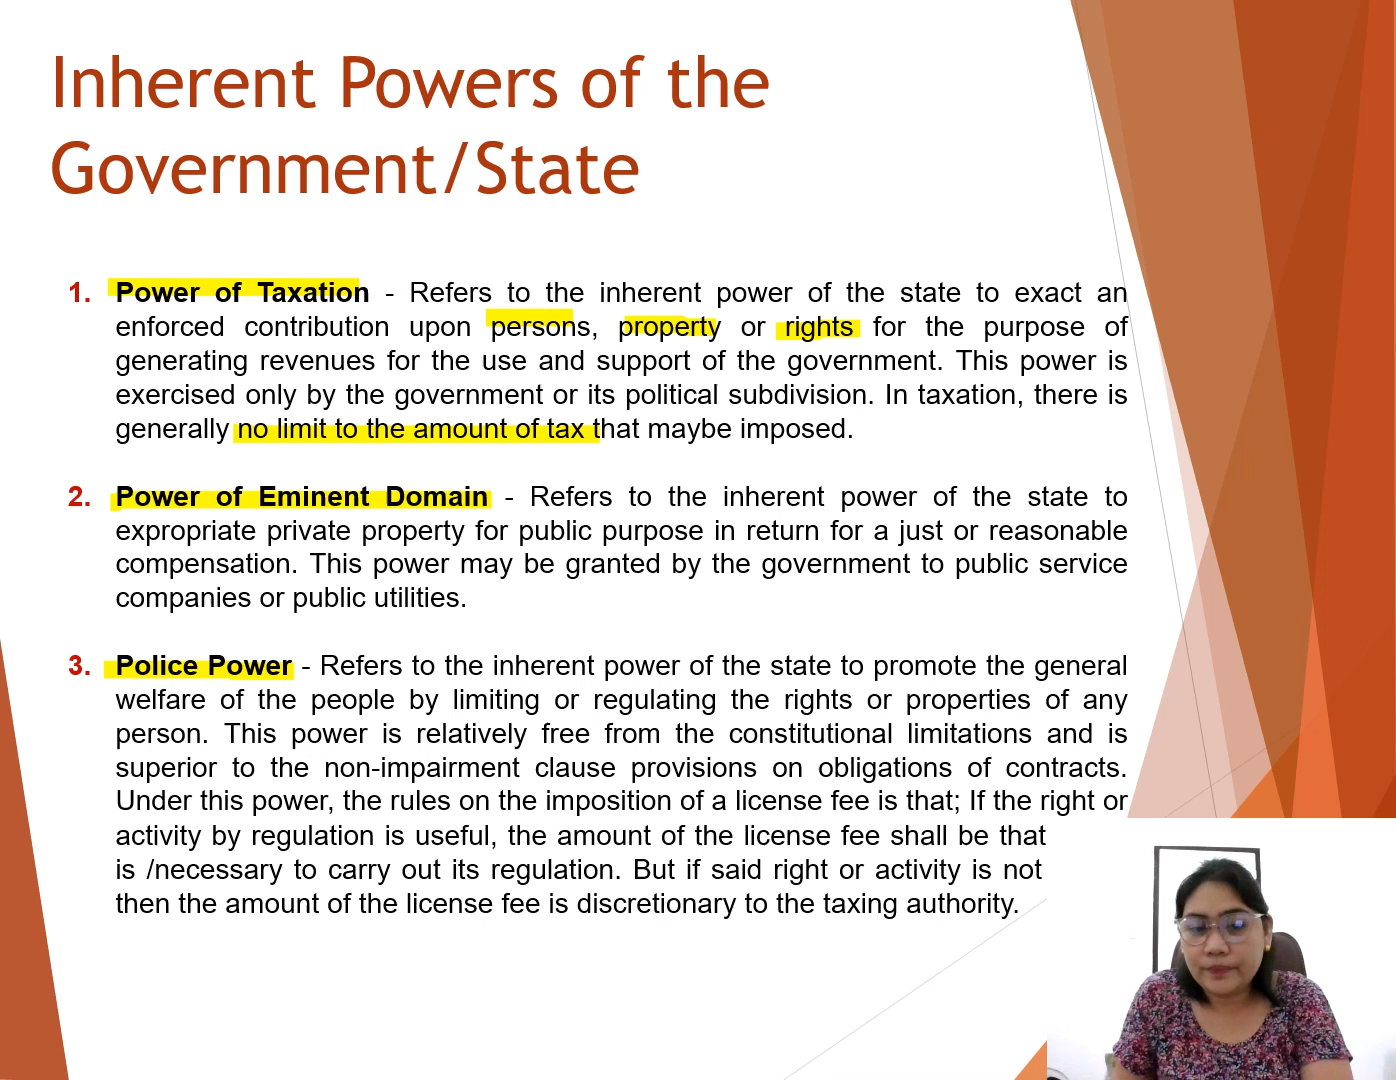 Inherent Powers of the
Government/State
1. Power of Taxation - Refers to the inherent power of the state to exact an
enforced contribution upon persons, property or rights for the purpose of
generating revenues for the use and support of the government. This power is
exercised only by the government or its political subdivision. In taxation, there is
generally no limit to the amount of tax that maybe imposed.
2. Power of Eminent Domain - Refers to the inherent power of the state to
expropriate private property for public purpose in return for a just or reasonable
compensation. This power may be granted by the government to public service
companies or public utilities.
3. Police Power - Refers to the inherent power of the state to promote the general
welfare of the people by limiting or regulating the rights or properties of any
person. This power is relatively free from the constitutional limitations and is
superior to the non-impairment clause provisions on obligations of contracts.
Under this power, the rules on the imposition of a license fee is that; If the right or
activity by regulation is useful, the amount of the license fee shall be that
is /necessary to carry out its regulation. But if said right or activity is not
then the amount of the license fee is discretionary to the taxing authority.